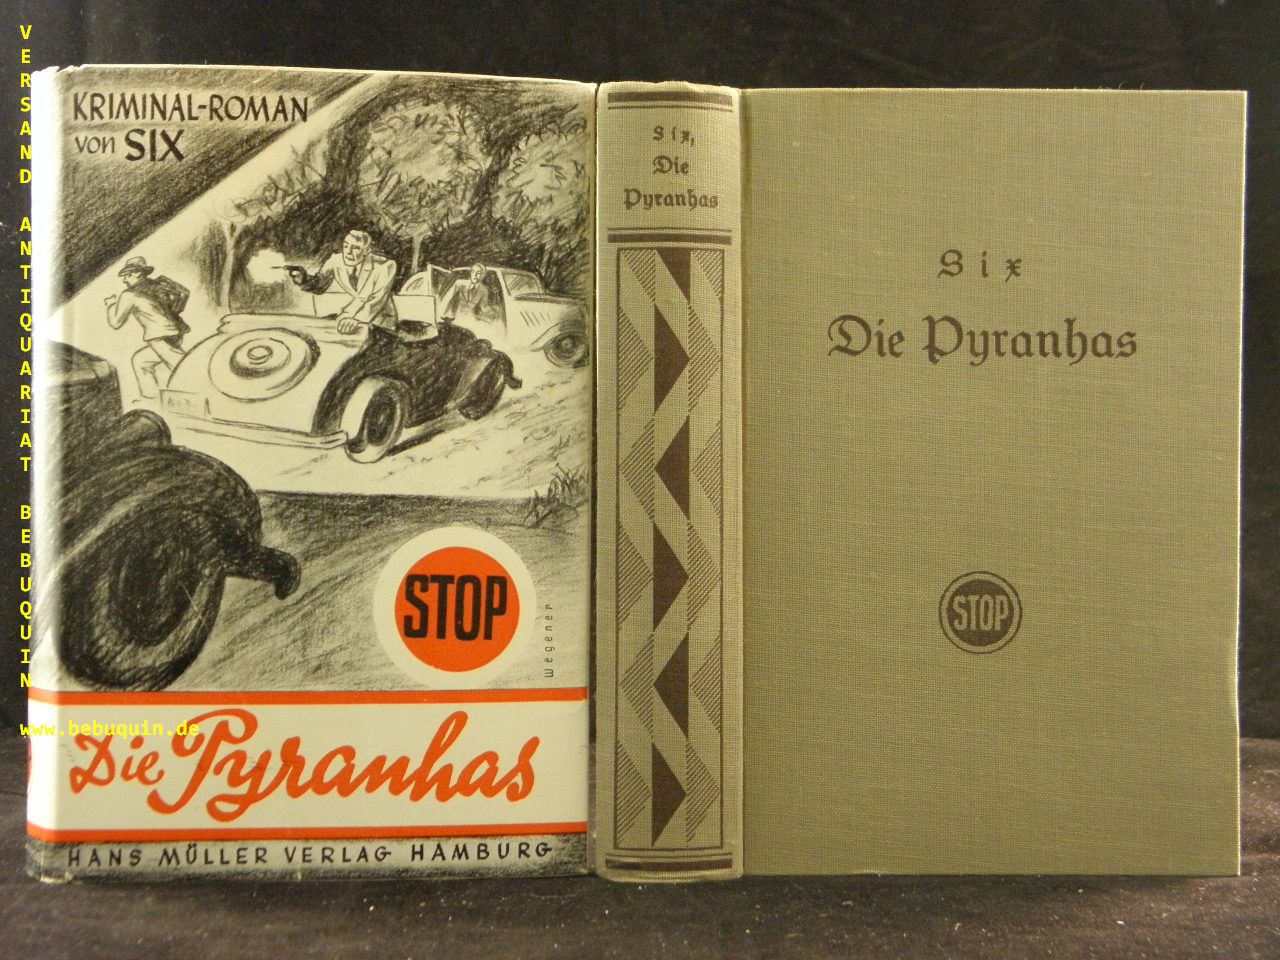 VERSAND ANTIQUARIAT BEBUQUIN
www.bebuquin.de
KRIMINAL-ROMAN
von SIX
STOP
Wegener
Die Pyranhas
HANS MÜLLER VERLAG HAMBURG
Six,
Die
Pyranhas
Six
Die Pyranhas
STOP